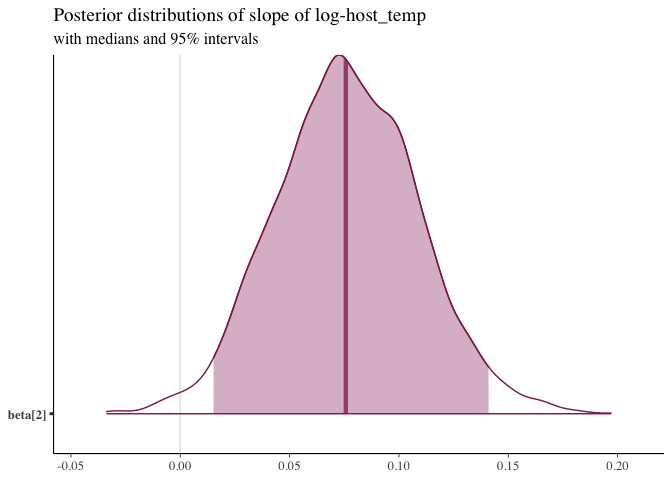 Posterior distributions of slope of log-host_temp
with medians and 95% intervals
beta[2]
-0.05 0.00 0.05 0.10 0.15 0.20